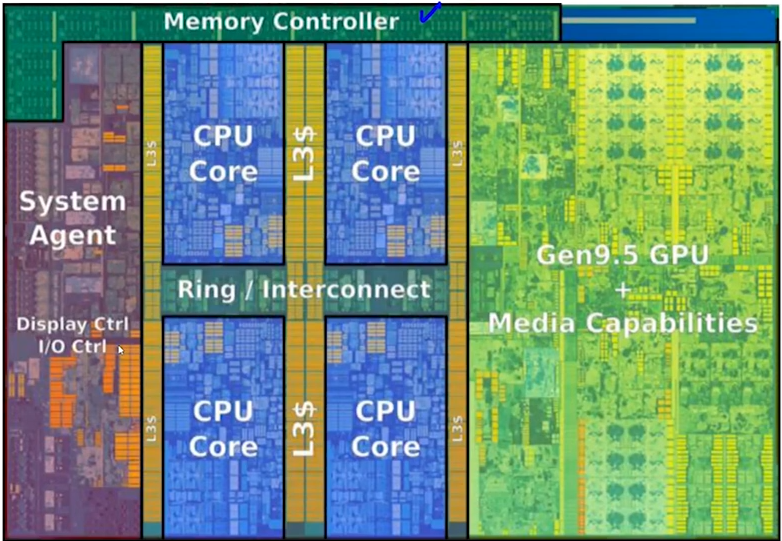 Memory Controller
L3$
CPU
Core
L3$
CPU
Core
L3$
System
Agent
Gen9.5 GPU
+
Media Capabilities
Ring / Interconnect
Display Ctrl
I/O Ctrl
L3$
CPU
Core
L3$
CPU
Core
L3$